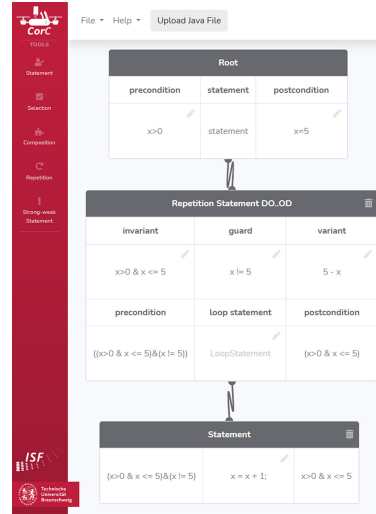 CorC
File Help Upload Java File
TOOLS
Statement
Selection
Composition
Repetition
Strong-weak
Statement
Root
precondition statement postcondition
x>0 statement x=5
Repetition Statement DO..OD
invariant guard variant
x>0 & x <= 5 x != 5 5 - x
precondition loop statement postcondition
((x>0 & x <= 5)&(x != 5)) LoopStatement (x>0 & x <= 5)
Statement
(x>0 & x <= 5)&(x != 5) x = x + 1; x>0 & x <= 5
ISF
Technische
Universität
Braunschweig